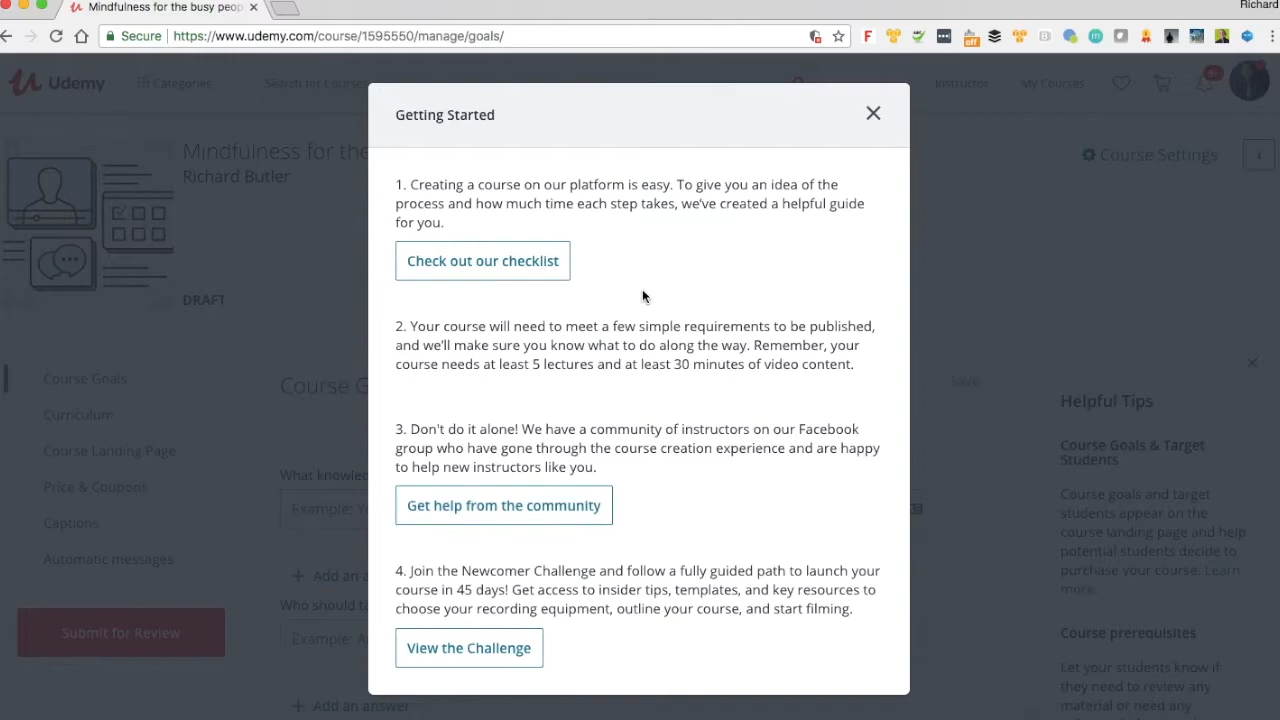 Mindfulness for the busy peop
Richard
Secure
https://www.udemy.com/course/1595550/manage/goals/
F
off
Udemy
Categories
Search for Courses
Instructor
My Courses
Mindfulness for the
Richard Butler
Course Settings
DRAFT
Getting Started
1. Creating a course on our platform is easy. To give you an idea of the
process and how much time each step takes, we've created a helpful guide
for you.
Check out our checklist
2. Your course will need to meet a few simple requirements to be published,
and we'll make sure you know what to do along the way. Remember, your
course needs at least 5 lectures and at least 30 minutes of video content.
3. Don't do it alone! We have a community of instructors on our Facebook
group who have gone through the course creation experience and are happy
to help new instructors like you.
Get help from the community
4. Join the Newcomer Challenge and follow a fully guided path to launch your
course in 45 days! Get access to insider tips, templates, and key resources to
choose your recording equipment, outline your course, and start filming.
View the Challenge
Course Goals
Curriculum
Course Landing Page
Price & Coupons
Captions
Automatic messages
Submit for Review
Course G
What knowled
Example: Yo
Add an a
Who should ta
Example: A
Add an answer
Helpful Tips
Course Goals & Target
Students
Course goals and target
students appear on the
course landing page and help
potential students decide to
purchase your course. Learn
more.
Course prerequisites
Let your students know if
they need to review any
material or need any